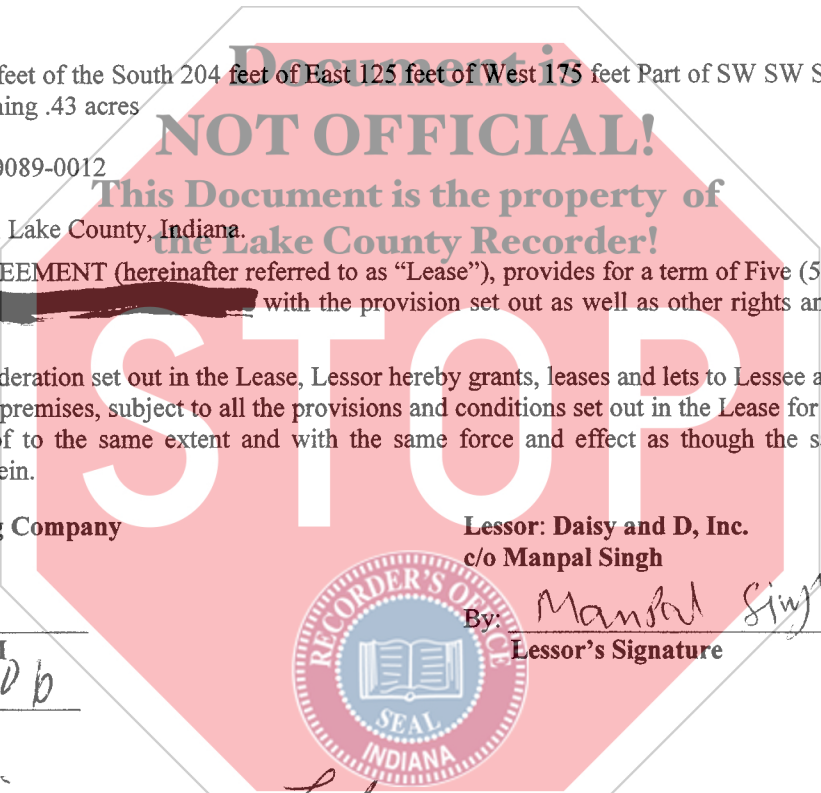 feet of the South 204 feet of East 125 feet of West 175 feet Part of SW SW S
ning .43 acres
Document is
NOT OFFICIAL!
9089-0012
This Document is the property of
Lake County, Indiana.
the Lake County Recorder!
EEMENT (hereinafter referred to as “Lease”), provides for a term of Five (5
with the provision set out as well as other rights an
deration set out in the Lease, Lessor hereby grants, leases and lets to Lessee a
premises, subject to all the provisions and conditions set out in the Lease for
of to the same extent and with the same force and effect as though the s
ein.
STOP
g Company
Lessor: Daisy and D, Inc.
c/o Manpal Singh
By: Manpal Singh
Lessor’s Signature
RECORDER'S OFFICE
SEAL
INDIANA